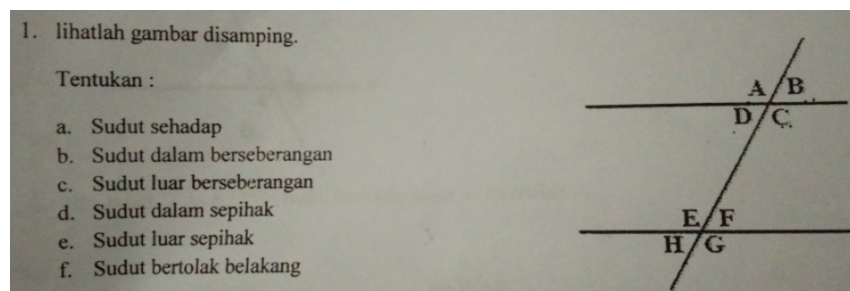 1. lihatlah gambar disamping.
Tentukan :
a. Sudut sehadap
b. Sudut dalam berseberangan
c. Sudut luar berseberangan
d. Sudut dalam sepihak
e. Sudut luar sepihak
f. Sudut bertolak belakang
A B
D C
E F
H G